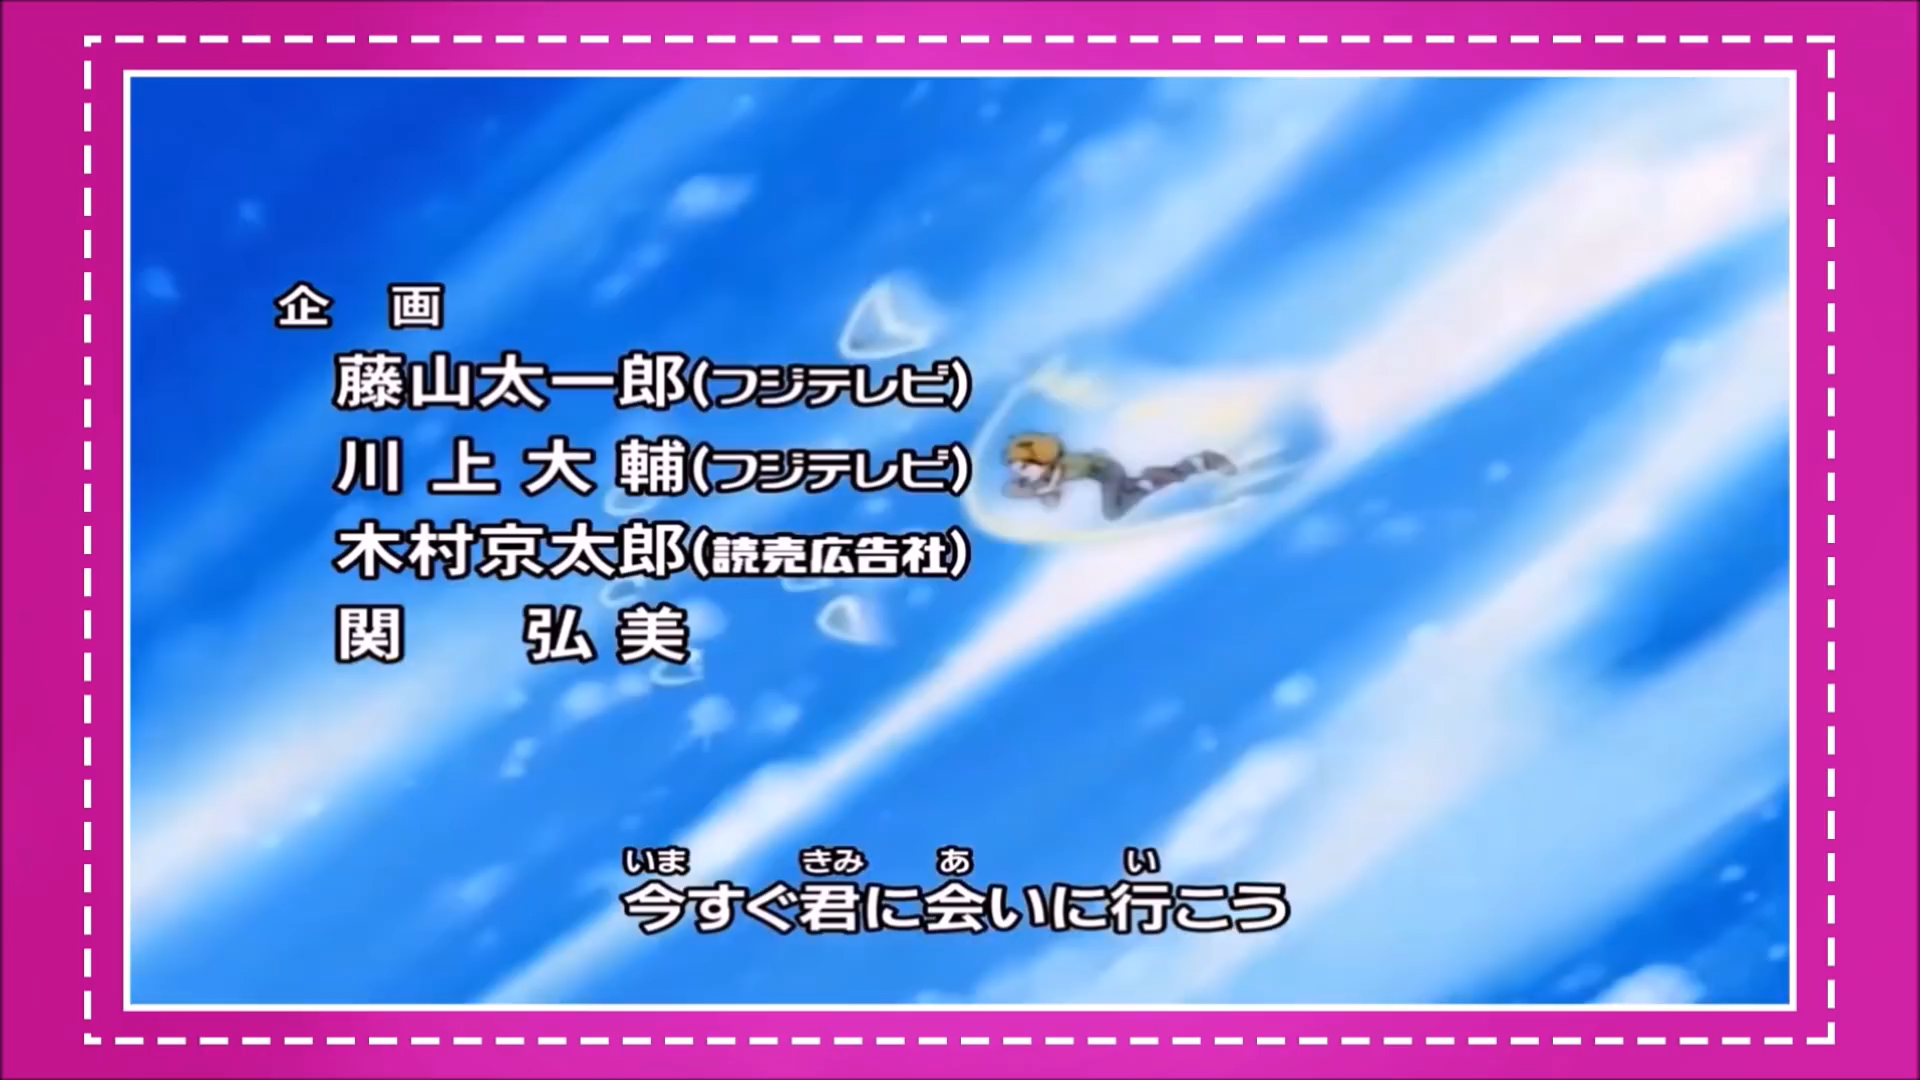 企 画
藤山太一郎(フジテレビ)
川上大輔(フジテレビ)
木村京太郎(読売広告社)
関 弘美
いま きみ あ い
今すぐ君に会いに行こう